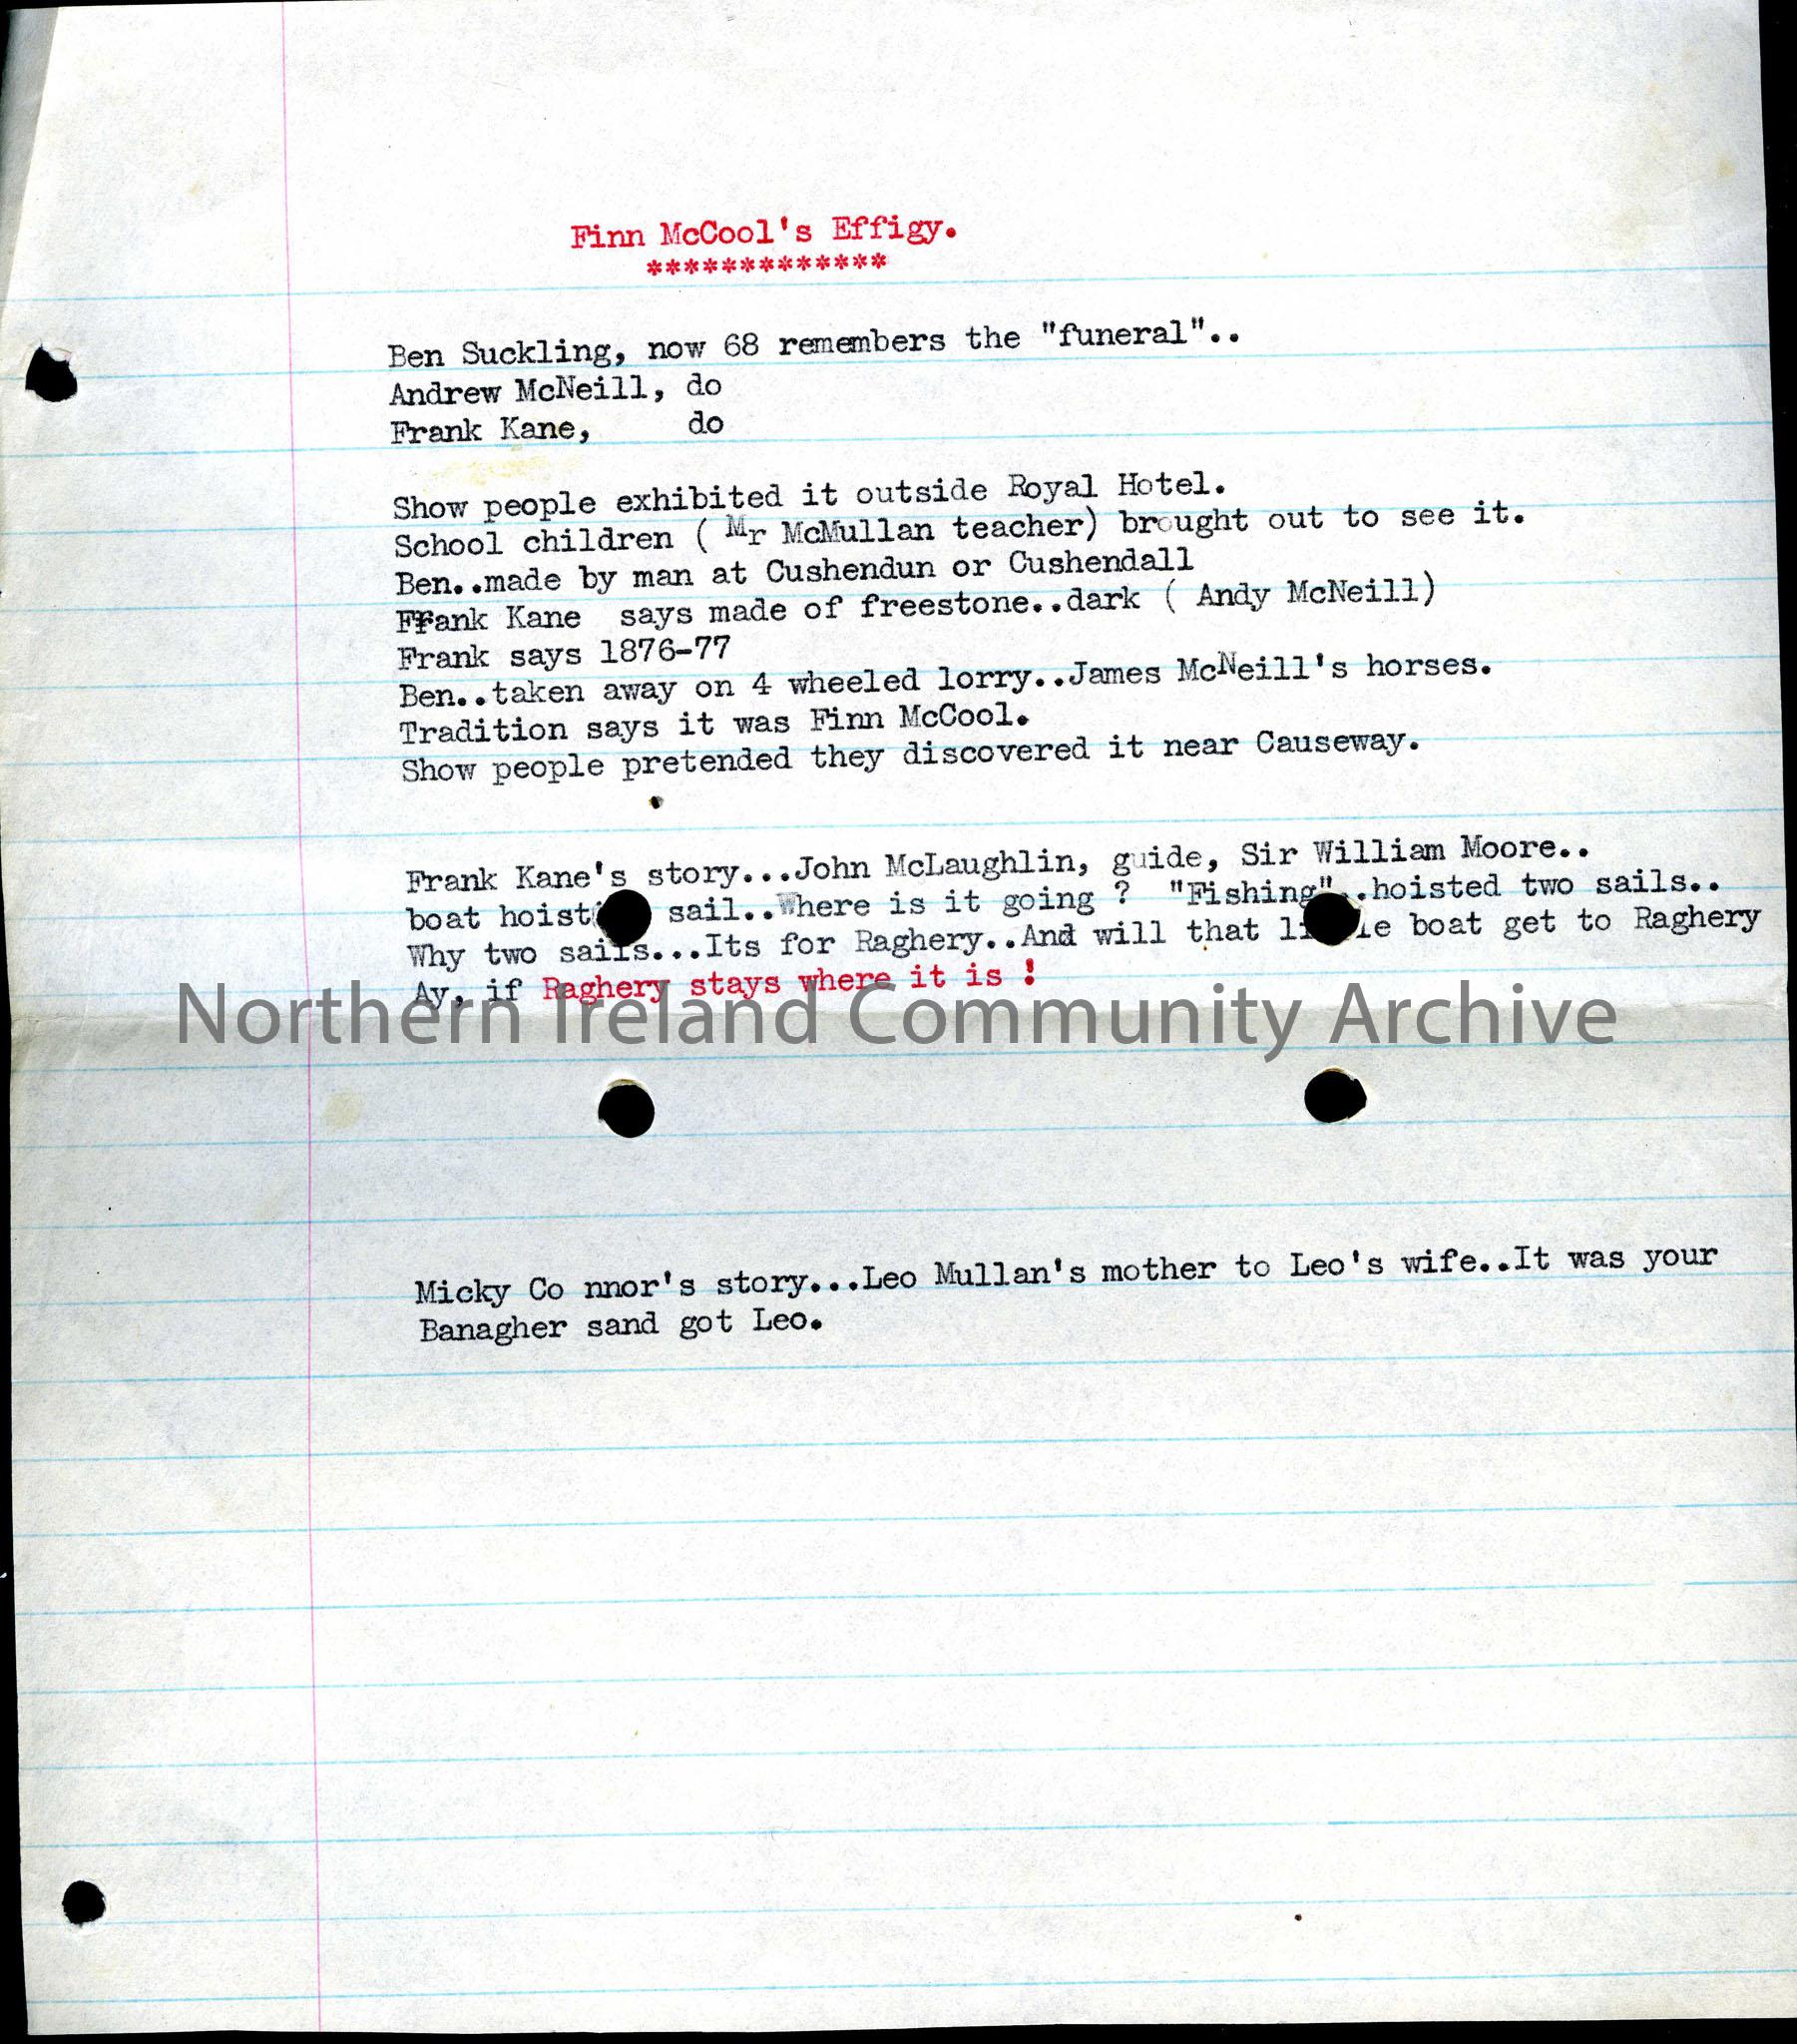 Finn McCool's Effigy.
*************
Ben Suckling, now 68 remembers the "funeral"..
Andrew McNeill, do
Frank Kane, do
Show people exhibited it outside Royal Hotel.
School children ( Mr McMullan teacher) brought out to see it.
Ben..made by man at Cushendun or Cushendall
Frank Kane says made of freestone..dark ( Andy McNeill)
Frank says 1876-77
Ben..taken away on 4 wheeled lorry..James McNeill's horses.
Tradition says it was Finn McCool.
Show people pretended they discovered it near Causeway.
Frank Kane's story...John McLaughlin, guide, Sir William Moore..
boat hoist sail..Where is it going ? "Fishing"..hoisted two sails..
Why two sails...Its for Raghery..And will that boat get to Raghery
Ay, if Raghery stays where it is !
Northern Ireland Community Archive
Micky Co nnor's story...Leo Mullan's mother to Leo's wife..It was your
Banagher sand got Leo.